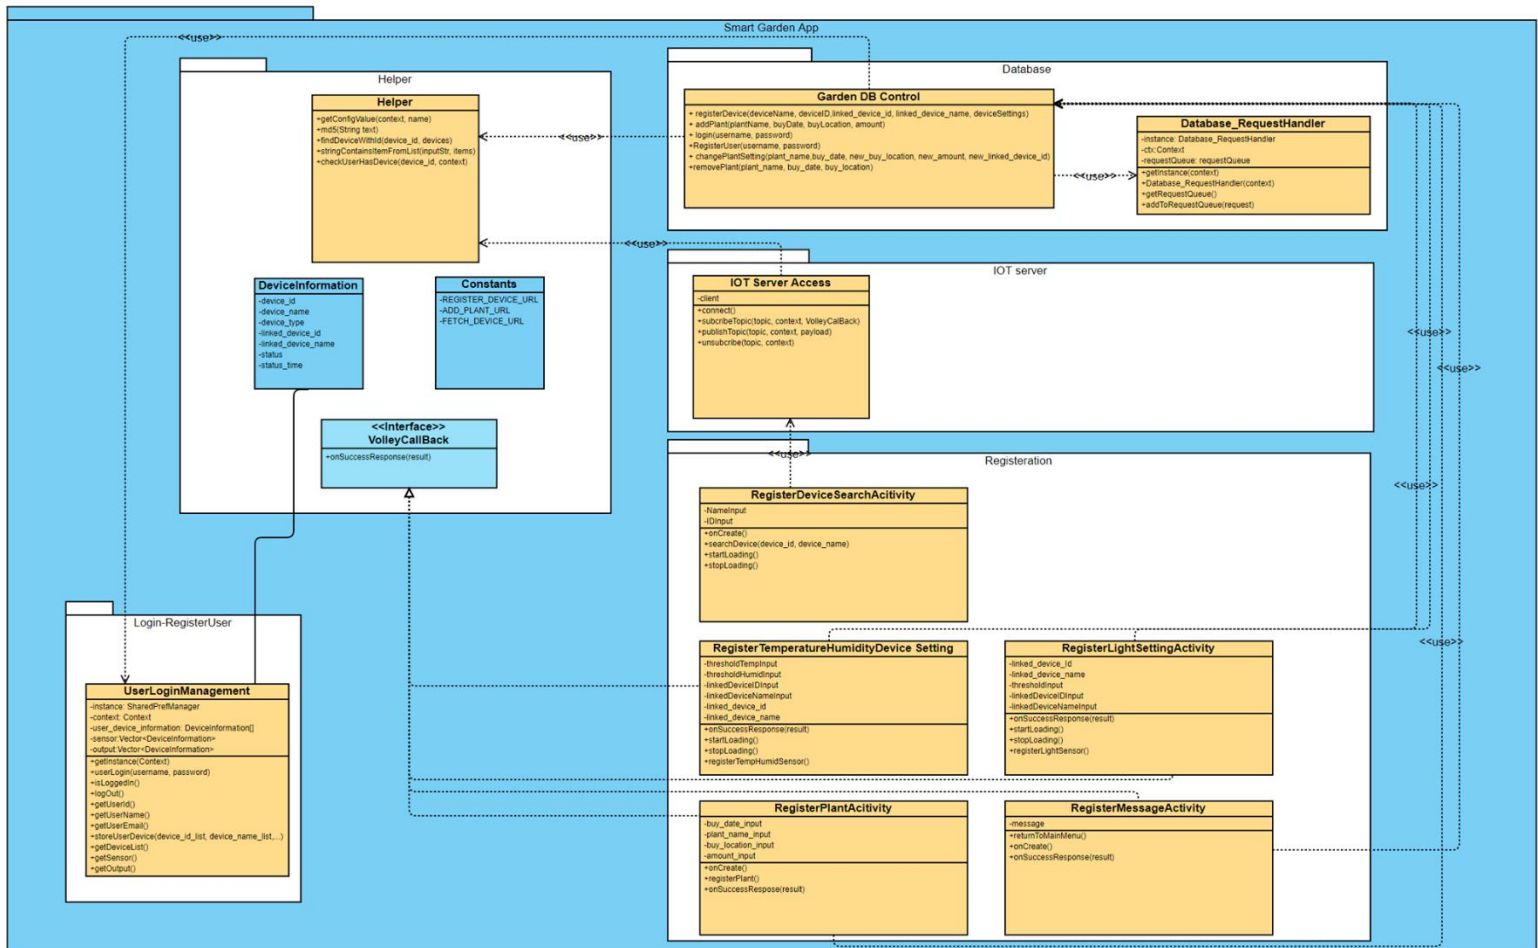 Smart Garden App
<<use>>
Helper
Helper
+getConfigValue(context, name)
+md5(String text)
+findDeviceWithId(device_id, devices)
+stringContainsItemFromList(inputStr, items)
+checkUserHasDevice(device_id, context)
DeviceInformation
-device_id
-device_name
-device_type
-linked_device_id
-linked_device_name
-status
-status_time
Constants
-REGISTER_DEVICE_URL
-ADD_PLANT_URL
-FETCH_DEVICE_URL
<<Interface>>
VolleyCallBack
+onSuccessResponse(result)
<<use>>
Database
Garden DB Control
+ registerDevice(deviceName, deviceID,linked_device_id, linked_device_name, deviceSettings)
+ addPlant(plantName, buyDate, buyLocation, amount)
+ login(username, password)
+RegisterUser(username, password)
+ changePlantSetting(plant_name,buy_date, new_buy_location, new_amount, new_linked_device_id)
+removePlant(plant_name, buy_date, buy_location)
<<use>>
Database_RequestHandler
-instance: Database_RequestHandler
-ctx:Context
-requestQueue: requestQueue
+getInstance(context)
+Database_RequestHandler(context)
+getRequestQueue()
+addToRequestQueue(request)
<<use>>
IOT server
IOT Server Access
-client
+connect()
+subcribeTopic(topic, context, VolleyCallBack)
+publishTopic(topic, context, payload)
+unsubcribe(topic, context)
<<use>>
<<use>>
<<use>>
<<use>>
<<use>>
Registeration
RegisterDeviceSearchAcitivity
-NameInput
-IDInput
+onCreate()
+searchDevice(device_id, device_name)
+startLoading()
+stopLoading()
RegisterTemperatureHumidityDevice Setting
-thresholdTempInput
-thresholdHumidInput
-linkedDeviceIDInput
-linkedDeviceNameInput
-linked_device_id
-linked_device_name
+onSuccessResponse(result)
+startLoading()
+stopLoading()
+registerTempHumidSensor()
RegisterLightSettingActivity
-linked_device_Id
-linked_device_name
-thresholdInput
-linkedDeviceIDInput
-linkedDeviceNameInput
+onSuccessResponse(result)
+startLoading()
+stopLoading()
+registerLightSensor()
RegisterPlantAcitivity
-buy_date_input
-plant_name_input
-buy_location_input
-amount_input
+onCreate()
+registerPlant()
+onSuccessRespose(result)
RegisterMessageActivity
-message
+returnToMainMenu()
+onCreate()
+onSuccessResponse(result)
Login-RegisterUser
UserLoginManagement
-instance: SharedPrefManager
-context: Context
-user_device_information: DeviceInformation[]
-sensor:Vector<DeviceInformation>
-output:Vector<DeviceInformation>
+getInstance(Context)
+userLogin(username, password)
+isLoggedIn()
+logOut()
+getUserId()
+getUserName()
+getUserEmail()
+storeUserDevice(device_id_list, device_name_list,...)
+getDeviceList()
+getSensor()
+getOutput()